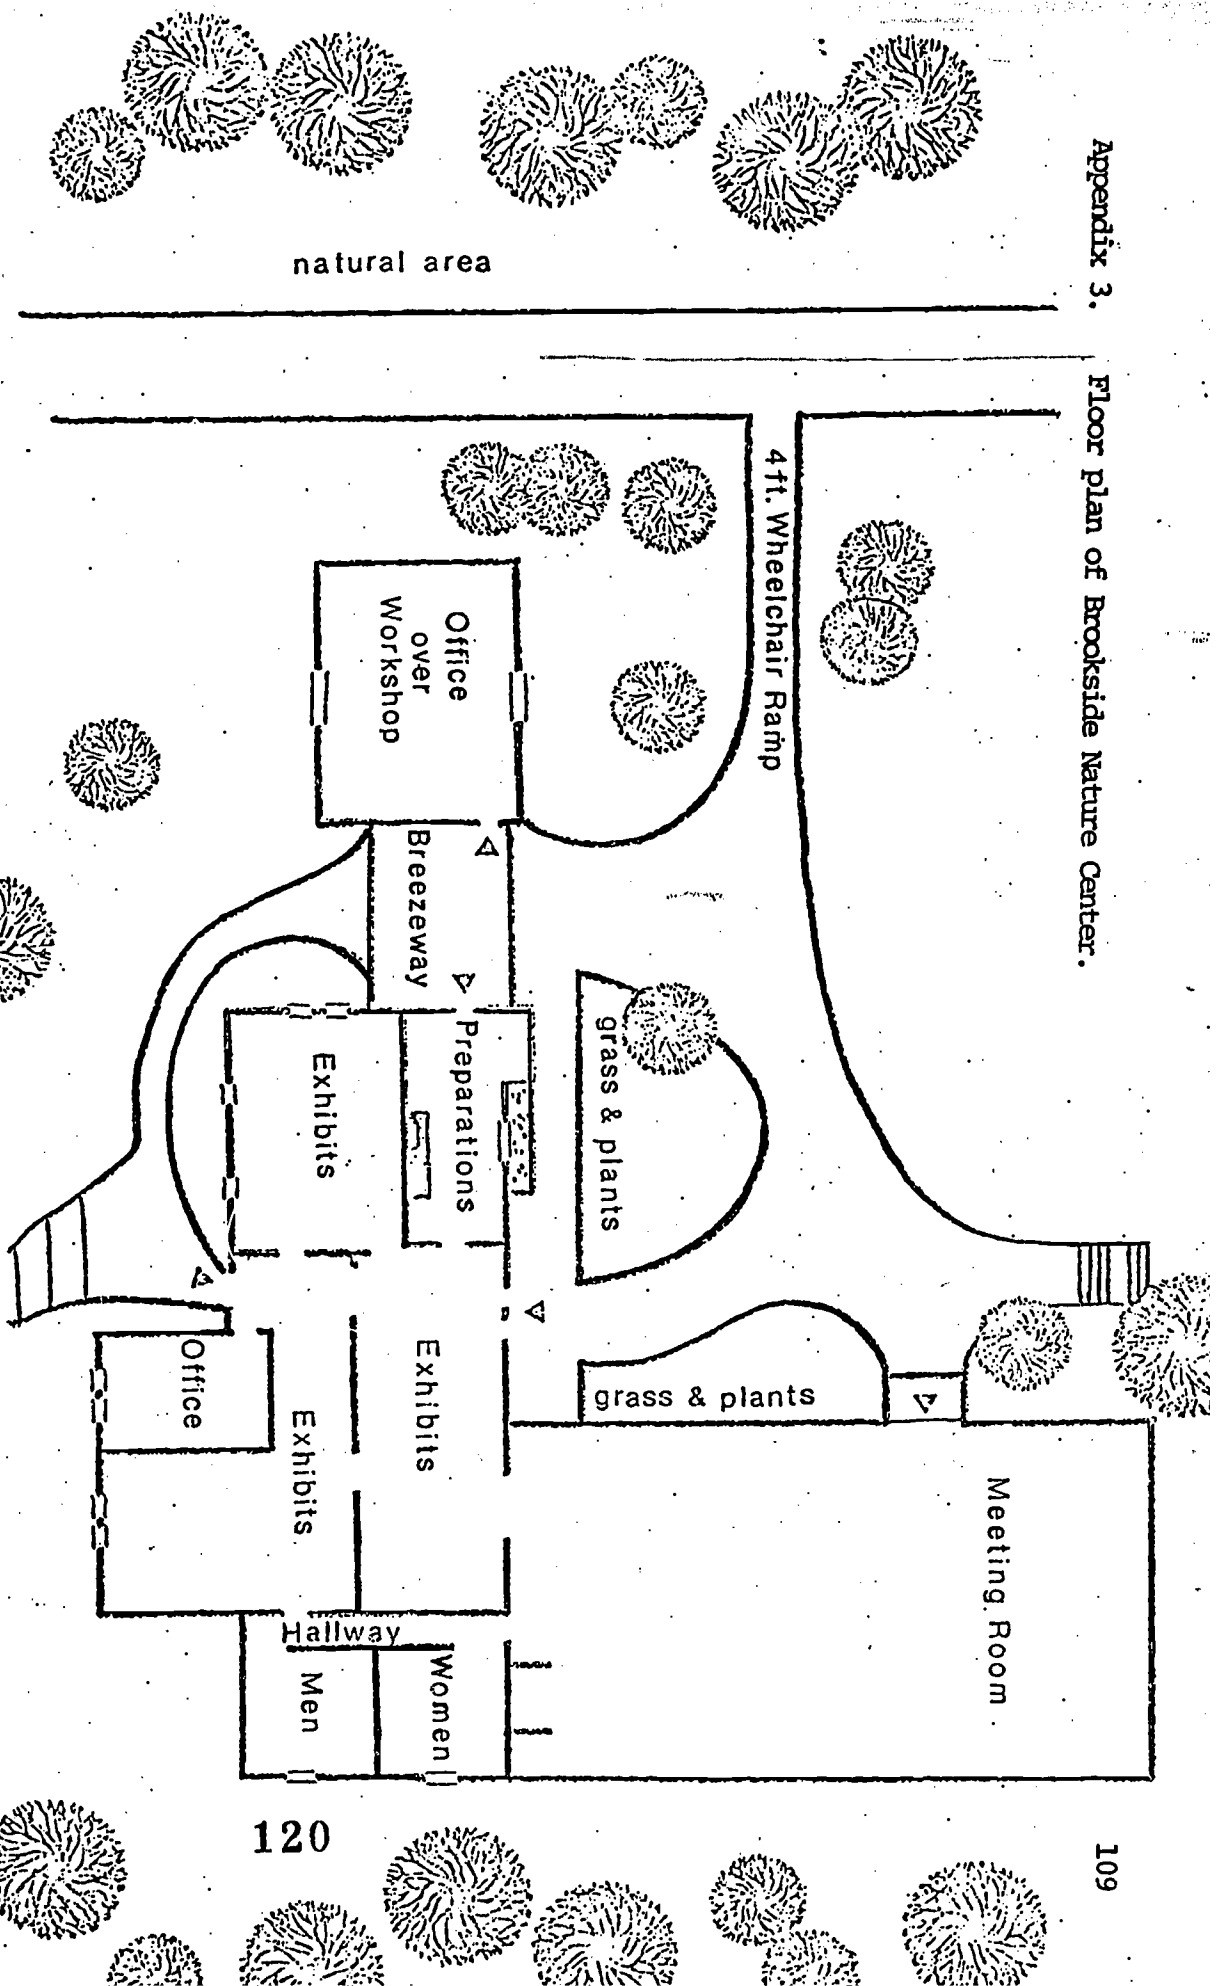 Appendix 3. Floor plan of Brookside Nature Center.
109
natural area
4 ft. Wheelchair Ramp
Office
over
Workshop
Breezeway
Preparations
Exhibits
grass & plants
grass & plants
Exhibits
Exhibits
Office
Meeting Room
Hallway
Men
Women
120